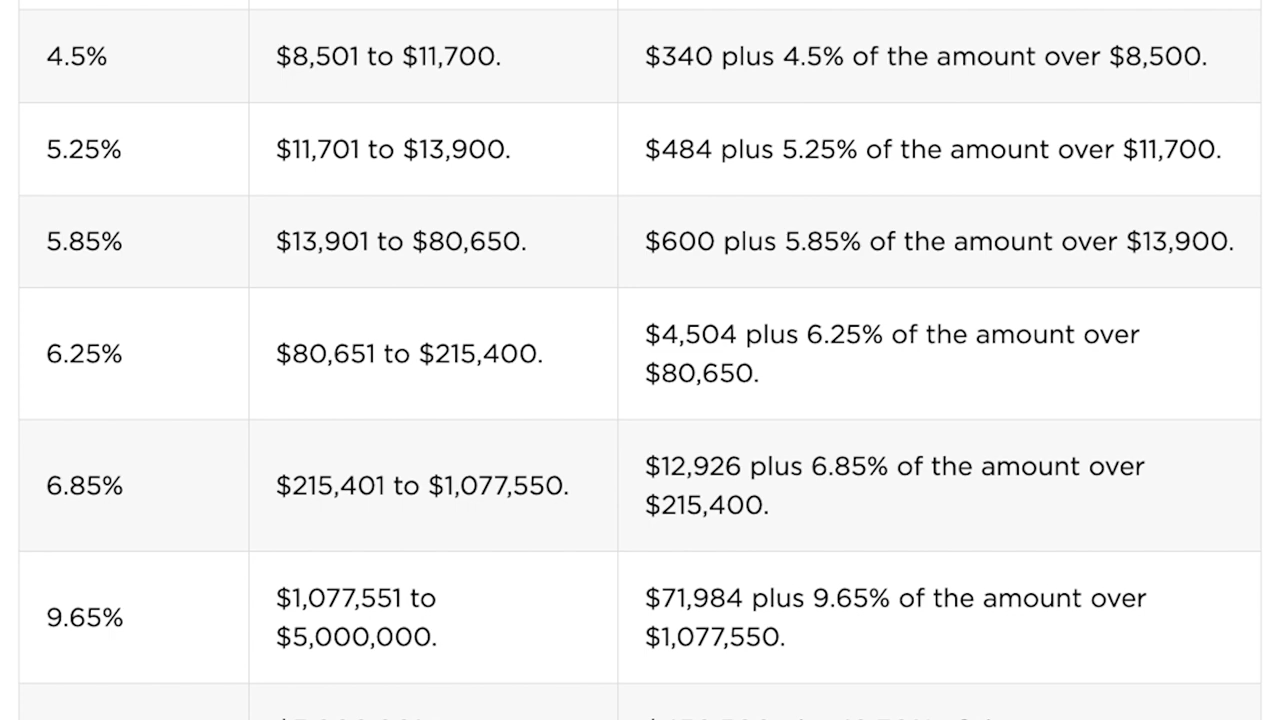 4.5%
$8,501 to $11,700.
$340 plus 4.5% of the amount over $8,500.
5.25%
$11,701 to $13,900.
$484 plus 5.25% of the amount over $11,700.
5.85%
$13,901 to $80,650.
$600 plus 5.85% of the amount over $13,900.
6.25%
$80,651 to $215,400.
$4,504 plus 6.25% of the amount over
$80,650.
6.85%
$215,401 to $1,077,550.
$12,926 plus 6.85% of the amount over
$215,400.
9.65%
$1,077,551 to
$5,000,000.
$71,984 plus 9.65% of the amount over
$1,077,550.